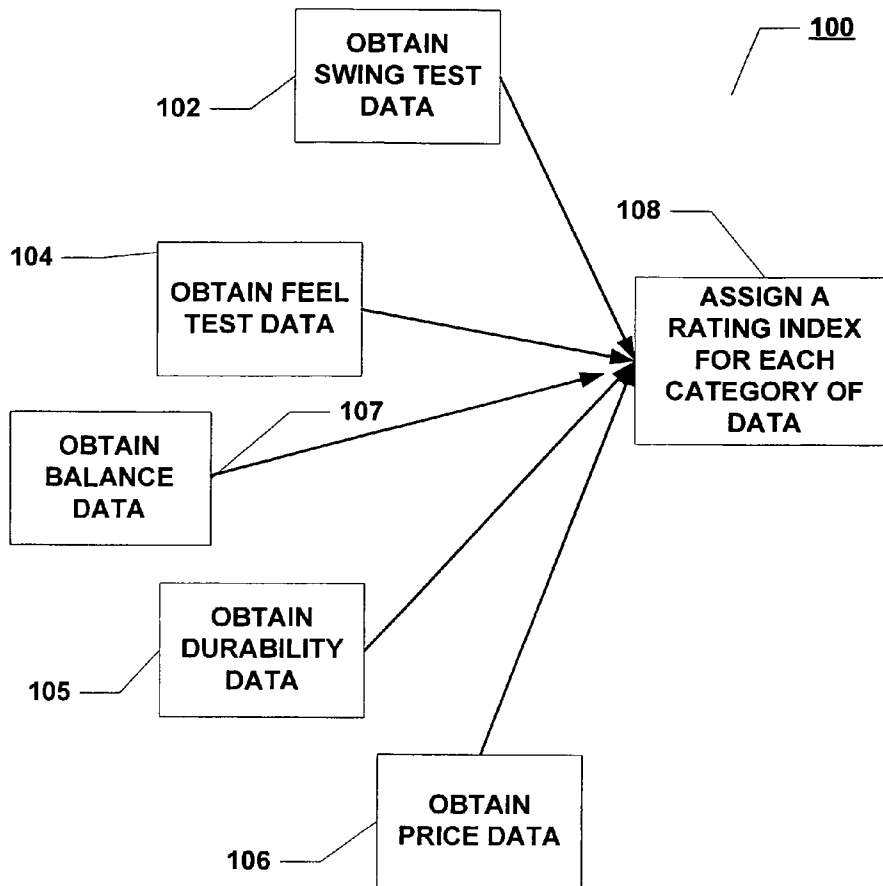 100
OBTAIN
SWING TEST
DATA
102
108
104
OBTAIN FEEL
TEST DATA
ASSIGN A
RATING INDEX
FOR EACH
CATEGORY OF
DATA
107
OBTAIN
BALANCE
DATA
OBTAIN
DURABILITY
DATA
105
OBTAIN
PRICE DATA
106